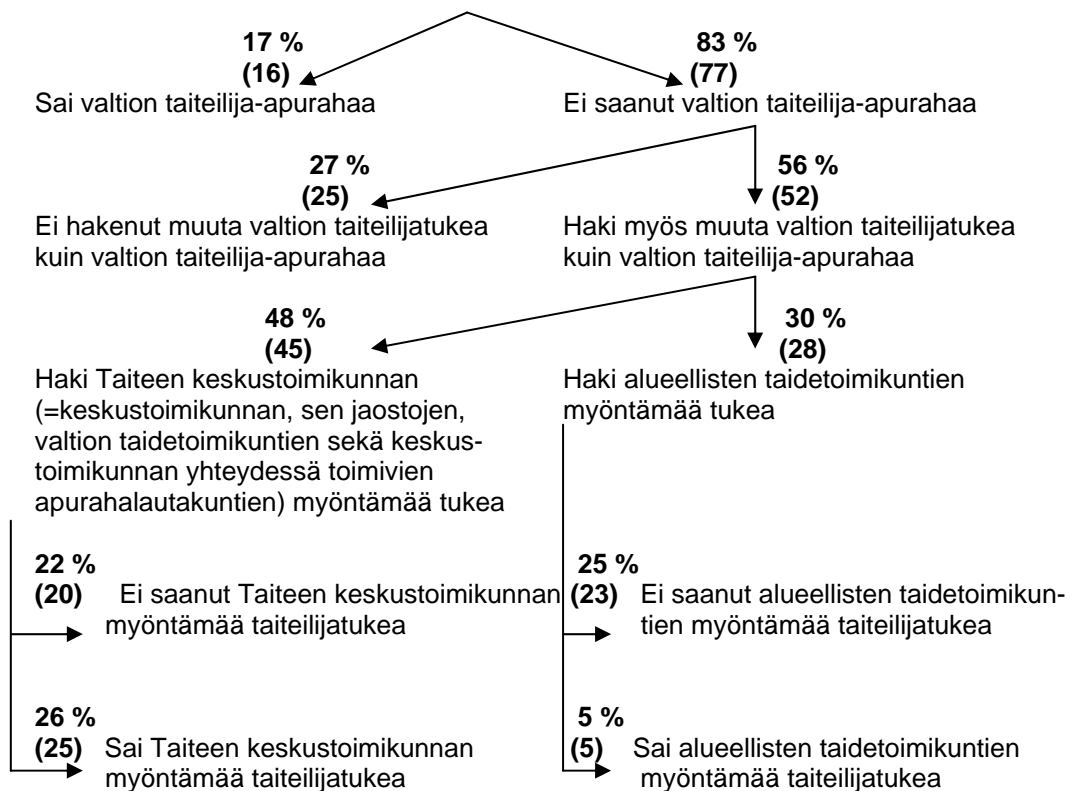 17 %
(16)
Sai valtion taiteilija-apurahaa
83 %
(77)
Ei saanut valtion taiteilija-apurahaa
27 %
(25)
Ei hakenut muuta valtion taiteilijatukea
kuin valtion taiteilija-apurahaa
56 %
(52)
Haki myös muuta valtion taiteilijatukea
kuin valtion taiteilija-apurahaa
48 %
(45)
Haki Taiteen keskustoimikunnan
(=keskustoimikunnan, sen jaostojen,
valtion taidetoimikuntien sekä keskus-
toimikunnan yhteydessä toimivien
apurahalautakuntien) myöntämää tukea
30 %
(28)
Haki alueellisten taidetoimikuntien
myöntämää tukea
22 %
(20) Ei saanut Taiteen keskustoimikunnan
myöntämää taiteilijatukea
25 %
(23) Ei saanut alueellisten taidetoimikun-
tien myöntämää taiteilijatukea
26 %
(25) Sai Taiteen keskustoimikunnan
myöntämää taiteilijatukea
5 %
(5) Sai alueellisten taidetoimikuntien
myöntämää taiteilijatukea